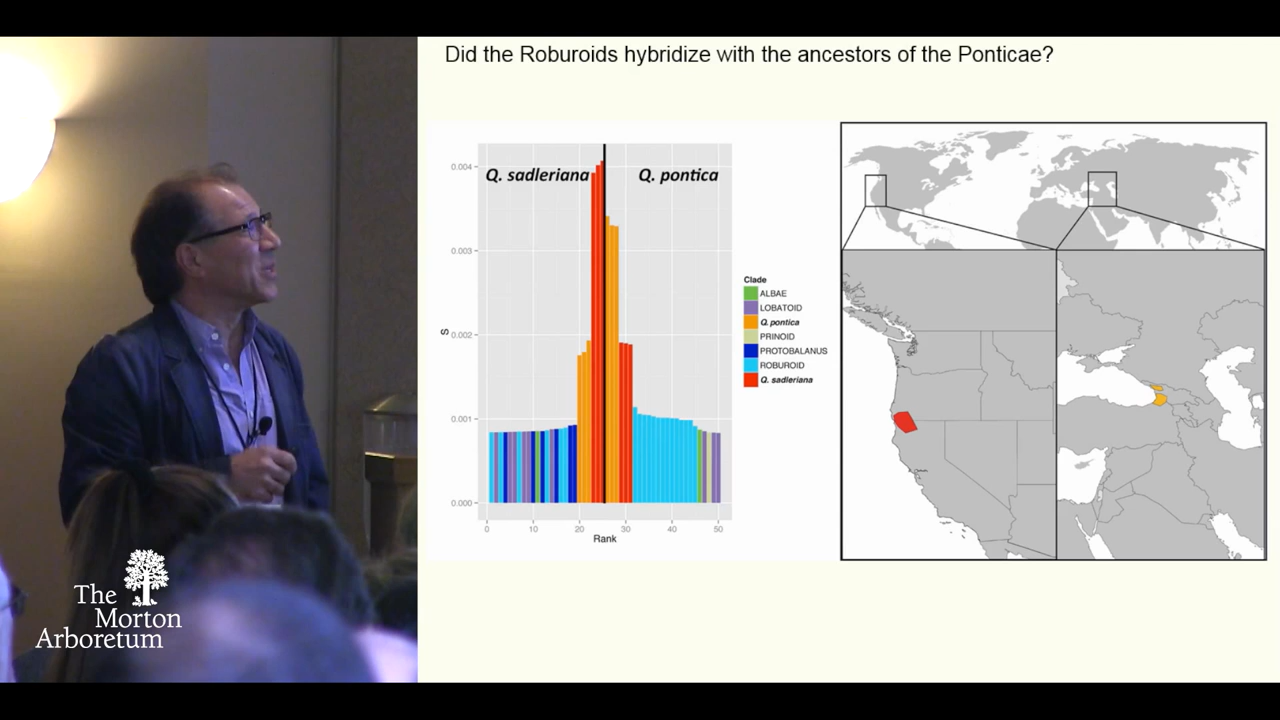 Did the Roburoids hybridize with the ancestors of the Ponticae?
Q. sadleriana
Q. pontica
S
0.004
0.003
0.002
0.001
0.000
0 10 20 30 40 50
Rank
Clade
ALBAE
LOBATOID
Q. pontica
PRINOID
PROTOBALANUS
ROBUROID
Q. sadleriana
The
Morton
Arboretum